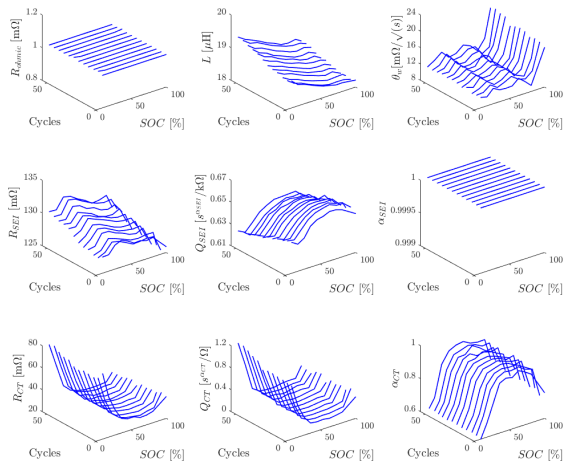 R_ohmic [mΩ]
1.2
1
0.8
50
Cycles
0
0
50
100
SOC [%]
L [μH]
20
19
18
50
Cycles
0
0
50
100
SOC [%]
θ_w[mΩ/√(s)]
24
20
16
12
8
50
Cycles
0
0
50
100
SOC [%]
R_SEI [mΩ]
135
130
125
50
Cycles
0
0
50
100
SOC [%]
Q_SEI [s^α_SEI/kΩ]
0.67
0.65
0.63
0.61
50
Cycles
0
0
50
100
SOC [%]
α_SEI
1
0.9995
0.999
50
Cycles
0
0
50
100
SOC [%]
R_CT [mΩ]
80
60
40
20
50
Cycles
0
0
50
100
SOC [%]
Q_CT [s^α_CT/Ω]
1.2
0.8
0.4
0
50
Cycles
0
0
50
100
SOC [%]
α_CT
1
0.8
0.6
50
Cycles
0
0
50
100
SOC [%]